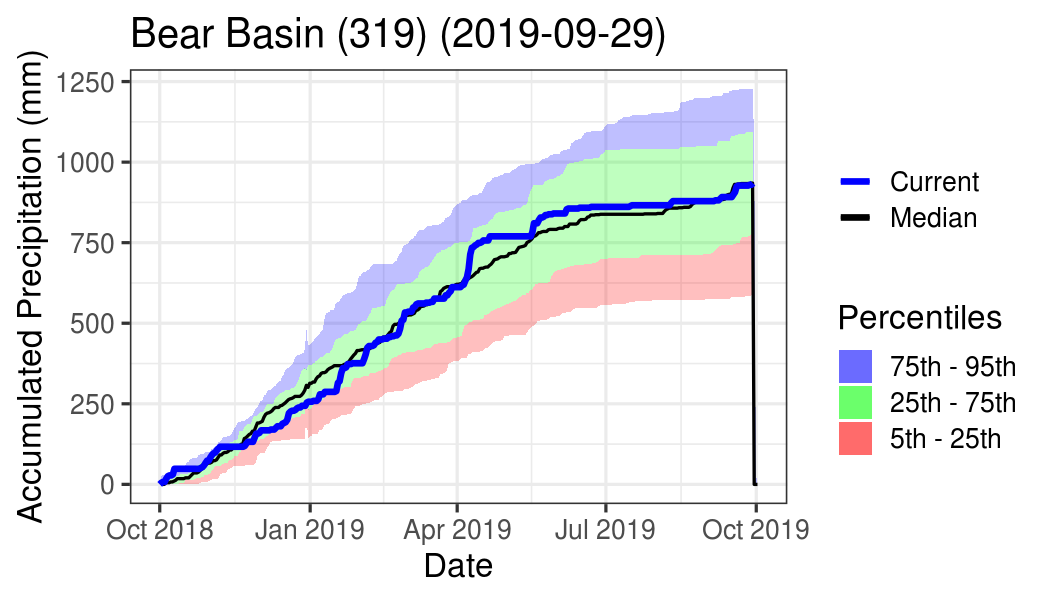 Bear Basin (319) (2019-09-29)
Accumulated Precipitation (mm)
1250
1000
750
500
250
0
Oct 2018
Jan 2019
Apr 2019
Jul 2019
Oct 2019
Date
Current
Median
Percentiles
75th - 95th
25th - 75th
5th - 25th